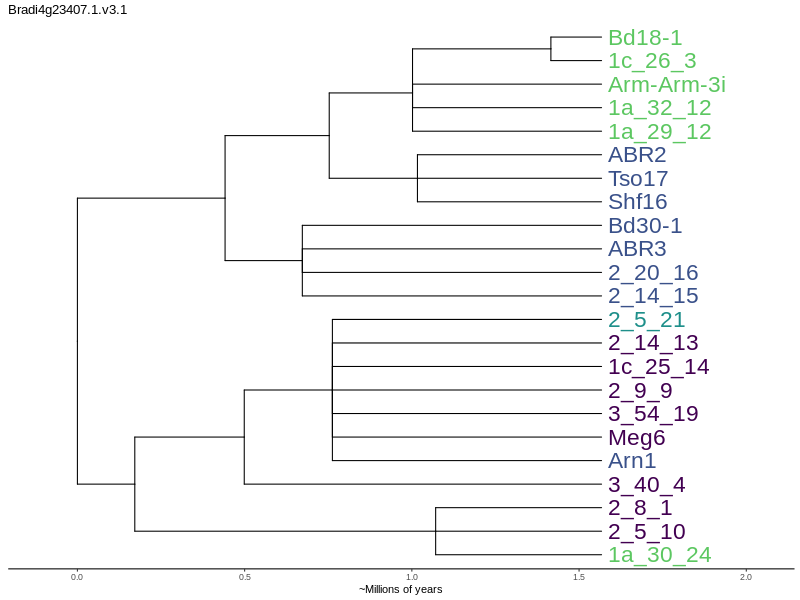 Bradi4g23407.1.v3.1
Bd18-1
1c_26_3
Arm-Arm-3i
1a_32_12
1a_29_12
ABR2
Tso17
Shf16
Bd30-1
ABR3
2_20_16
2_14_15
2_5_21
2_14_13
1c_25_14
2_9_9
3_54_19
Meg6
Arn1
3_40_4
2_8_1
2_5_10
1a_30_24
0.0 0.5 1.0 1.5 2.0
~Millions of years